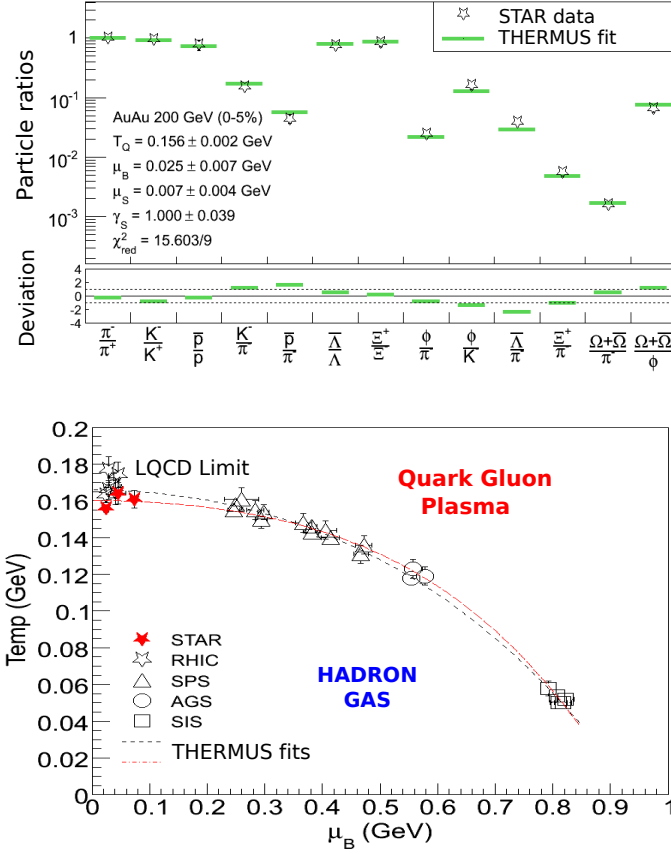 STAR data
THERMUS fit
Particle ratios
1
10⁻¹
10⁻²
10⁻³
AuAu 200 GeV (0-5%)
T_Q = 0.156 ± 0.002 GeV
μ_B = 0.025 ± 0.007 GeV
μ_S = 0.007 ± 0.004 GeV
γ_S = 1.000 ± 0.039
χ²_red = 15.603/9
Deviation
4
2
0
-2
-4
π⁻/π⁺ K⁻/K⁺ p̅/p K⁻/π⁻ p̅/π⁻ Λ̅/Λ Ξ⁺/Ξ⁻ ϕ/π⁻ ϕ/K⁻ Λ̅/π⁻ Ξ⁺/π⁻ Ω+Ω̅/π⁻ Ω+Ω̅/ϕ
0.2
0.18
0.16
0.14
0.12
0.1
0.08
0.06
0.04
0.02
0
Temp (GeV)
LQCD Limit
Quark Gluon
Plasma
HADRON
GAS
STAR
RHIC
SPS
AGS
SIS
THERMUS fits
0 0.1 0.2 0.3 0.4 0.5 0.6 0.7 0.8 0.9 1
μ_B (GeV)